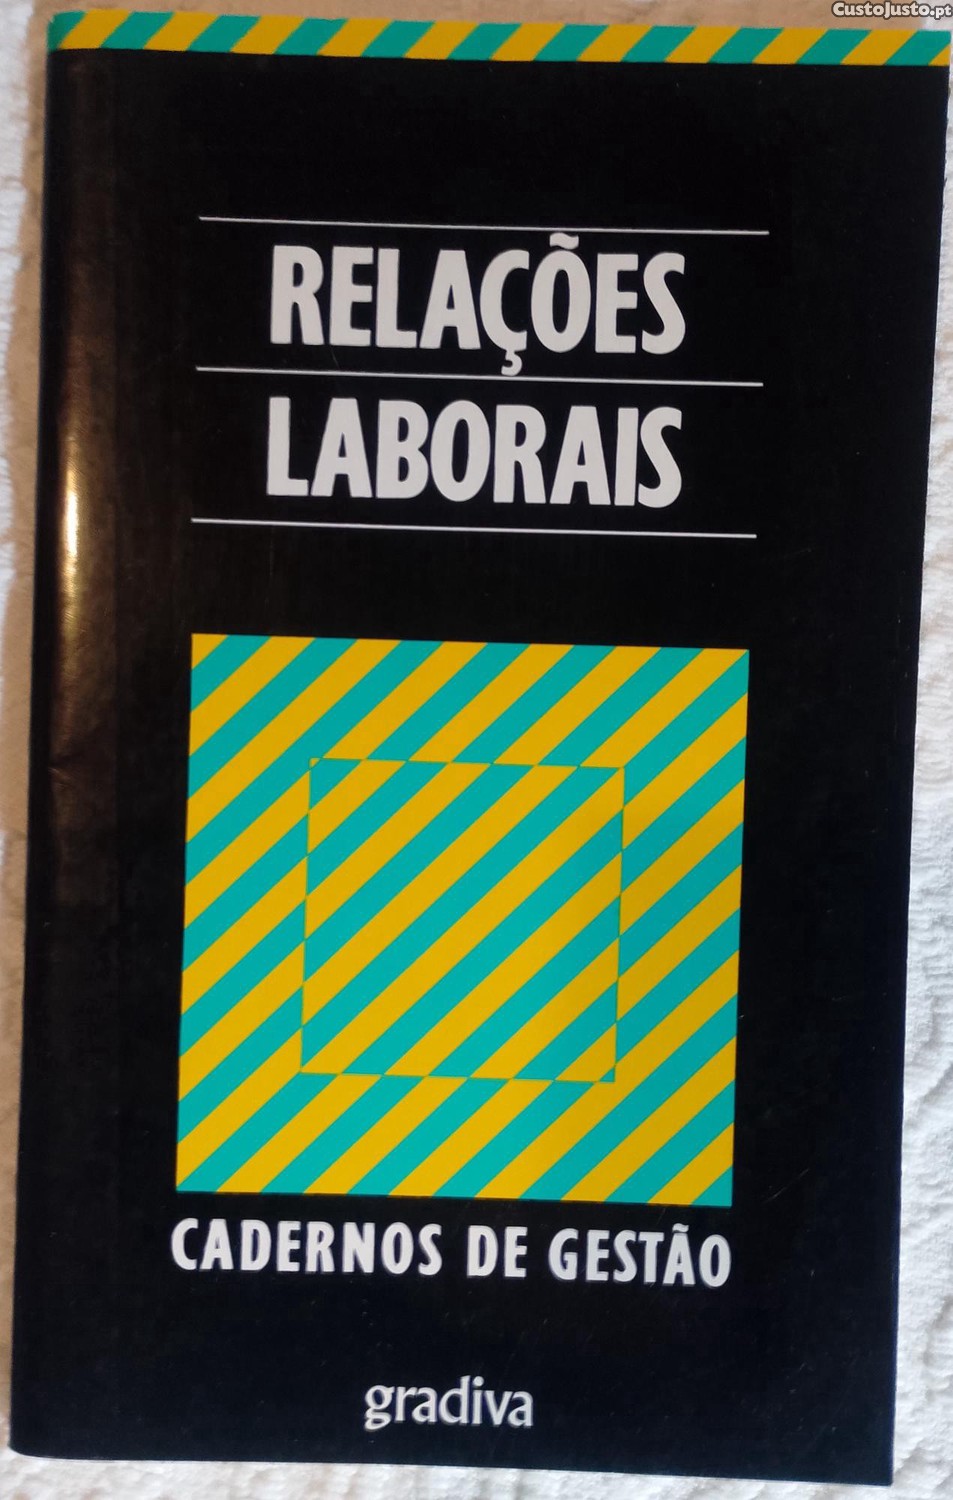 CustoJusto.pt
RELAÇÕES
LABORAIS
CADERNOS DE GESTÃO
gradiva